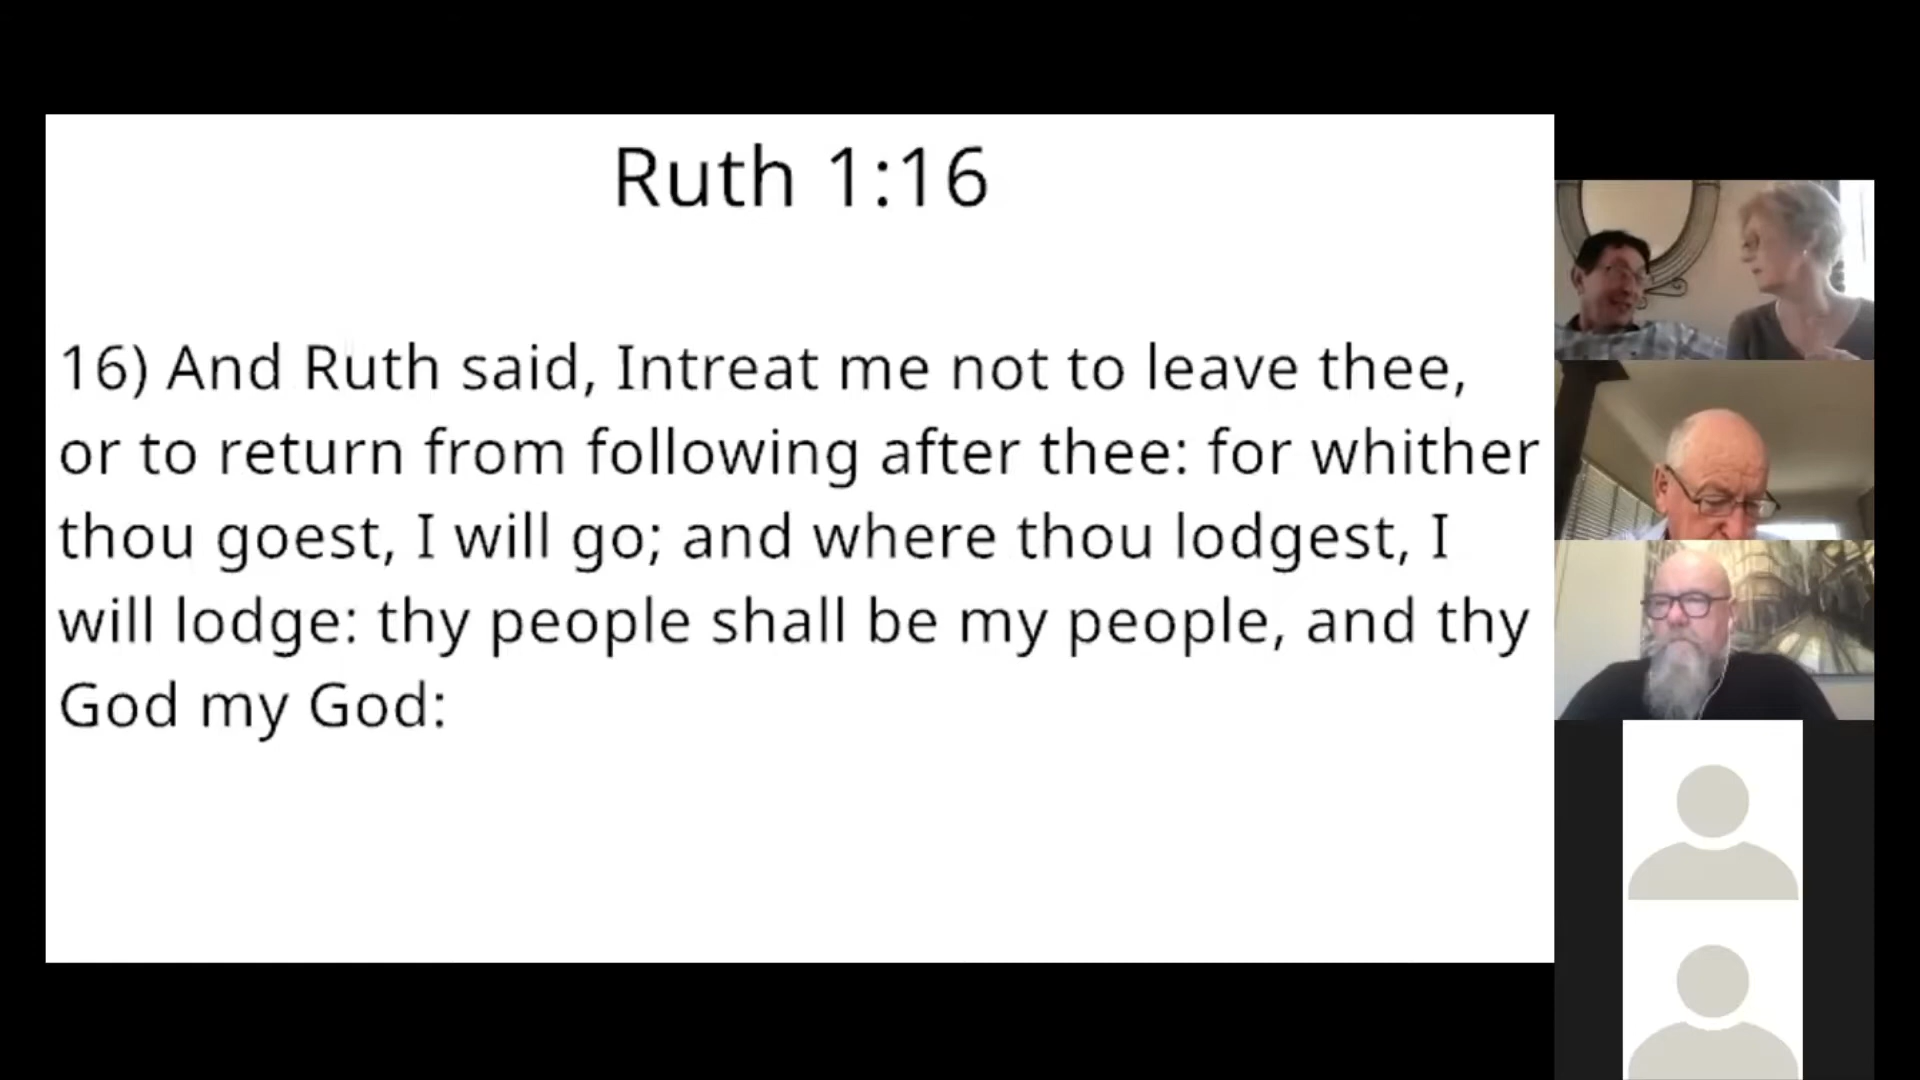 Ruth 1:16
16) And Ruth said, Intreat me not to leave thee,
or to return from following after thee: for whither
thou goest, I will go; and where thou lodgest, I
will lodge: thy people shall be my people, and thy
God my God: